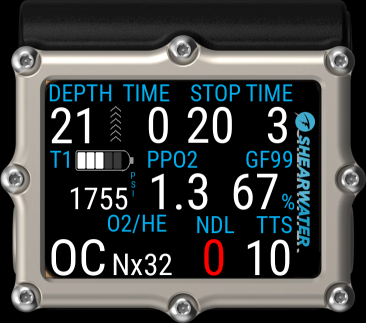 DEPTH TIME STOP TIME
21 0 20 3
T1 PPO2 GF99
1755 PSI 1.3 67%
O2/HE NDL TTS
OC Nx32 0 10
SHEARWATER